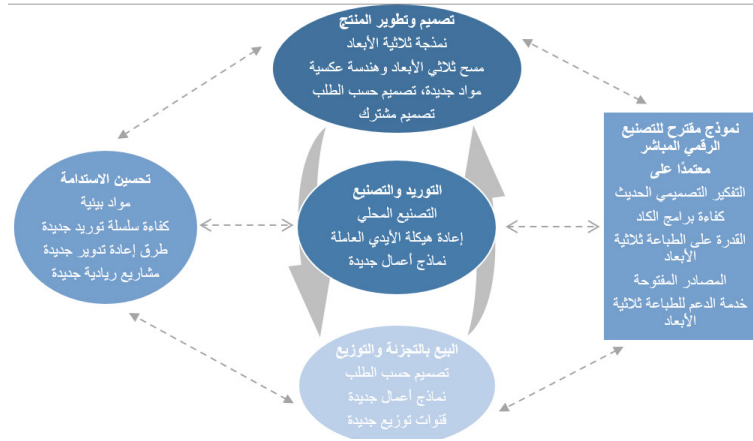 تصميم وتطوير المنتج
نمذجة ثلاثية الأبعاد
مسح ثلاثي الأبعاد وهندسة عكسية
مواد جديدة، تصميم حسب الطلب
تصميم مشترك
نموذج مقترح للتصنيع
الرقمي المباشر
معتمدًا على
التفكير التصميمي الحديث
كفاءة برامج الكاد
القدرة على الطباعة ثلاثية
الأبعاد
المصادر المفتوحة
خدمة الدعم للطباعة ثلاثية
الأبعاد
التوريد والتصنيع
التصنيع المحلي
إعادة هيكلة الأيدي العاملة
نماذج أعمال جديدة
تحسين الاستدامة
مواد بيئية
كفاءة سلسلة توريد جديدة
طرق إعادة تدوير جديدة
مشاريع ريادية جديدة
البيع بالتجزئة والتوزيع
تصميم حسب الطلب
نماذج أعمال جديدة
قنوات توزيع جديدة